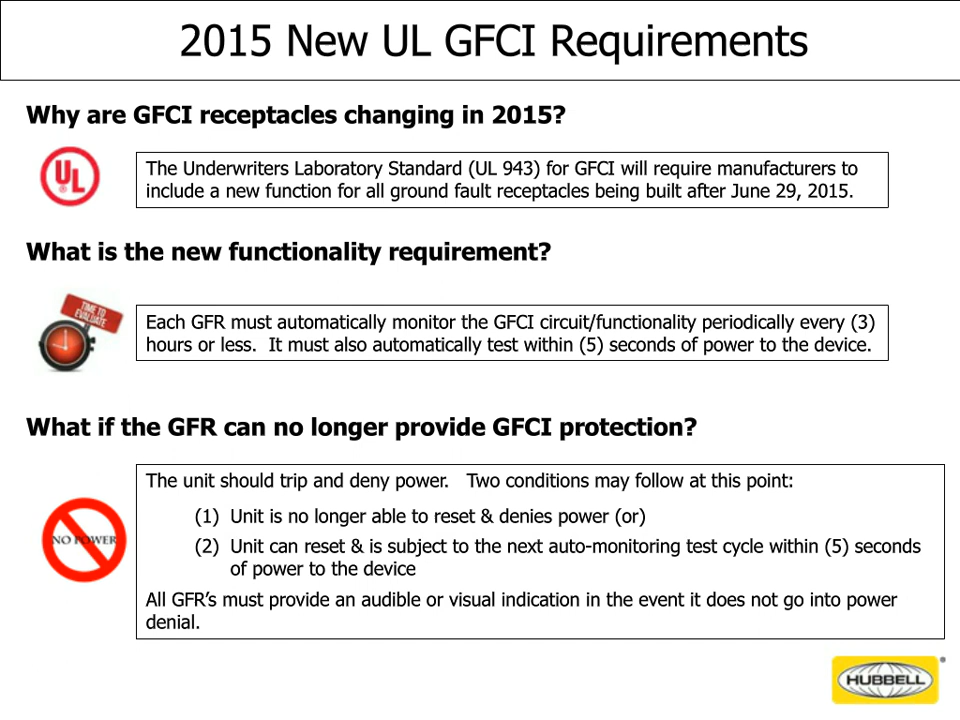 2015 New UL GFCI Requirements
Why are GFCI receptacles changing in 2015?
UL
The Underwriters Laboratory Standard (UL 943) for GFCI will require manufacturers to
include a new function for all ground fault receptacles being built after June 29, 2015.
What is the new functionality requirement?
TIME TO
EVALUATE
Each GFR must automatically monitor the GFCI circuit/functionality periodically every (3)
hours or less.  It must also automatically test within (5) seconds of power to the device.
What if the GFR can no longer provide GFCI protection?
The unit should trip and deny power.   Two conditions may follow at this point:
(1)  Unit is no longer able to reset & denies power (or)
NO POWER
(2)  Unit can reset & is subject to the next auto-monitoring test cycle within (5) seconds
of power to the device
All GFR's must provide an audible or visual indication in the event it does not go into power
denial.
HUBBELL